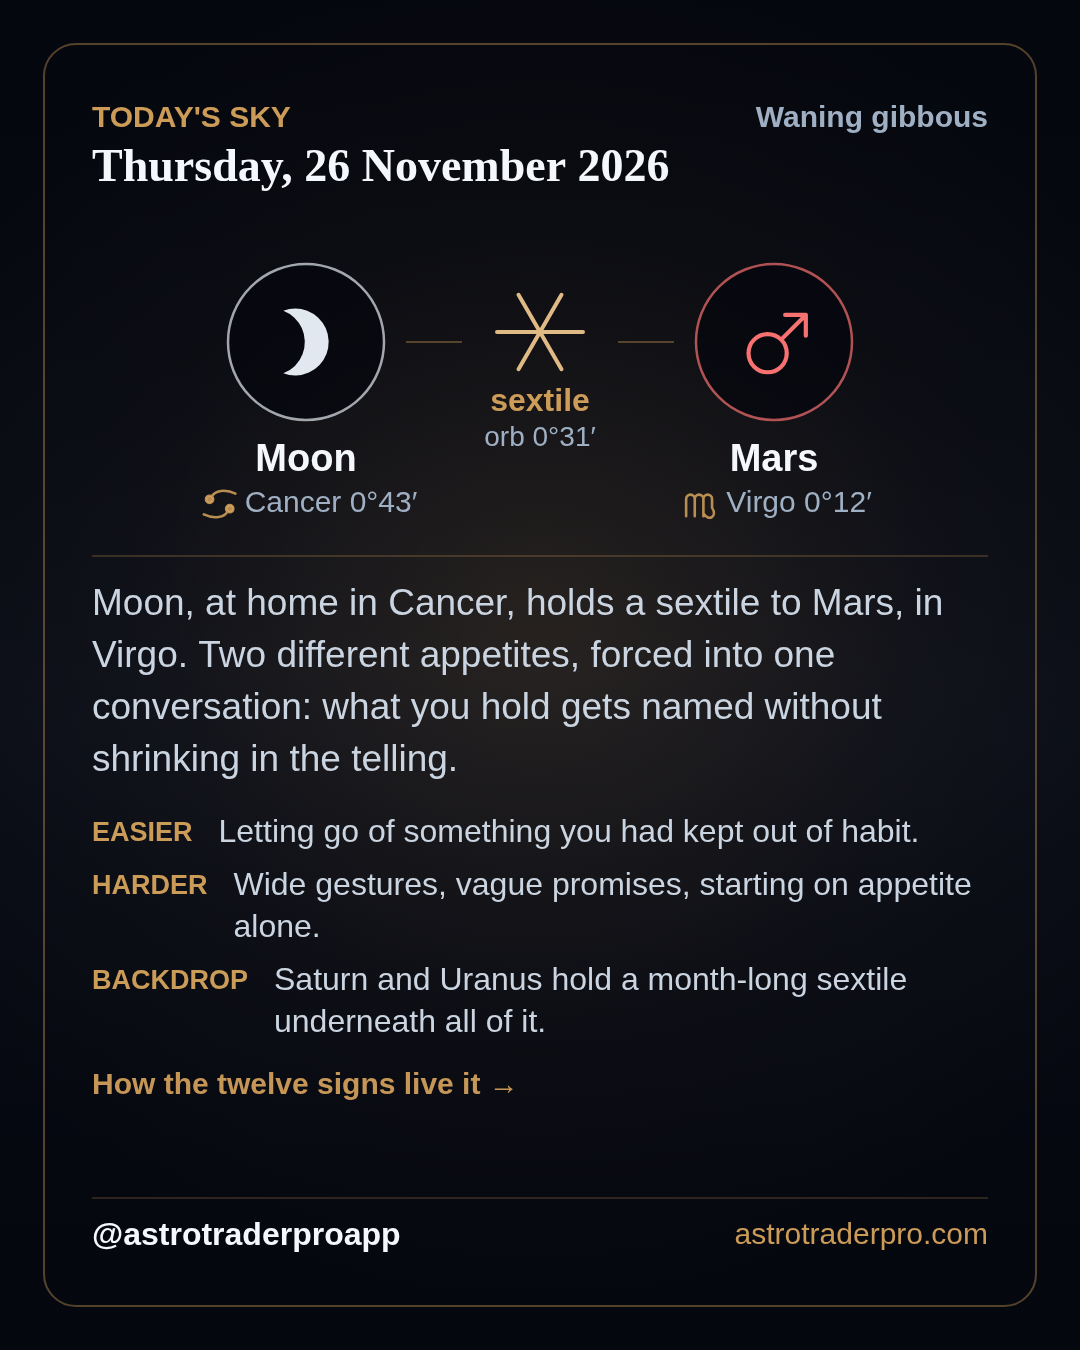 TODAY'S SKY
Waning gibbous
Thursday, 26 November 2026
sextile
orb 0°31′
Moon
Mars
Cancer 0°43′
Virgo 0°12′
Moon, at home in Cancer, holds a sextile to Mars, in
Virgo. Two different appetites, forced into one
conversation: what you hold gets named without
shrinking in the telling.
EASIER Letting go of something you had kept out of habit.
HARDER Wide gestures, vague promises, starting on appetite
alone.
BACKDROP Saturn and Uranus hold a month-long sextile
underneath all of it.
How the twelve signs live it →
@astrotraderproapp
astrotraderpro.com